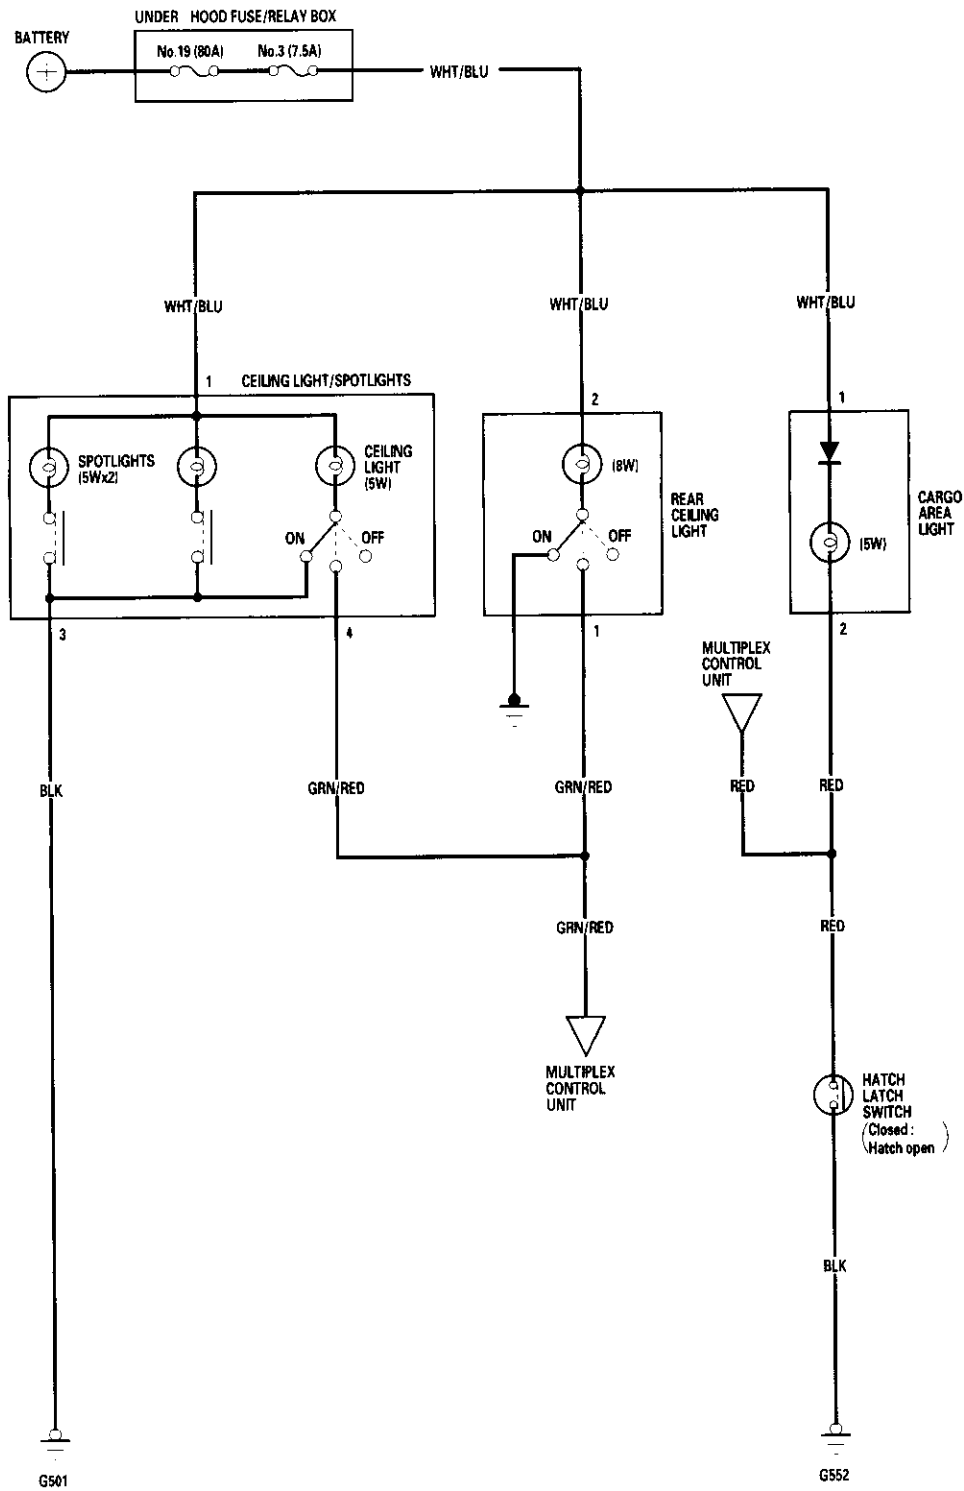 UNDER HOOD FUSE/RELAY BOX
BATTERY
No.19 (80A) No.3 (7.5A)
WHT/BLU
WHT/BLU
WHT/BLU
WHT/BLU
1 CEILING LIGHT/SPOTLIGHTS
2
1
SPOTLIGHTS
(5Wx2)
CEILING
LIGHT
(5W)
ON
OFF
(8W)
ON
OFF
REAR
CEILING
LIGHT
(5W)
CARGO
AREA
LIGHT
3
4
1
2
MULTIPLEX
CONTROL
UNIT
BLK
GRN/RED
GRN/RED
RED
RED
GRN/RED
RED
MULTIPLEX
CONTROL
UNIT
HATCH
LATCH
SWITCH
(Closed :
Hatch open )
BLK
G501
G552